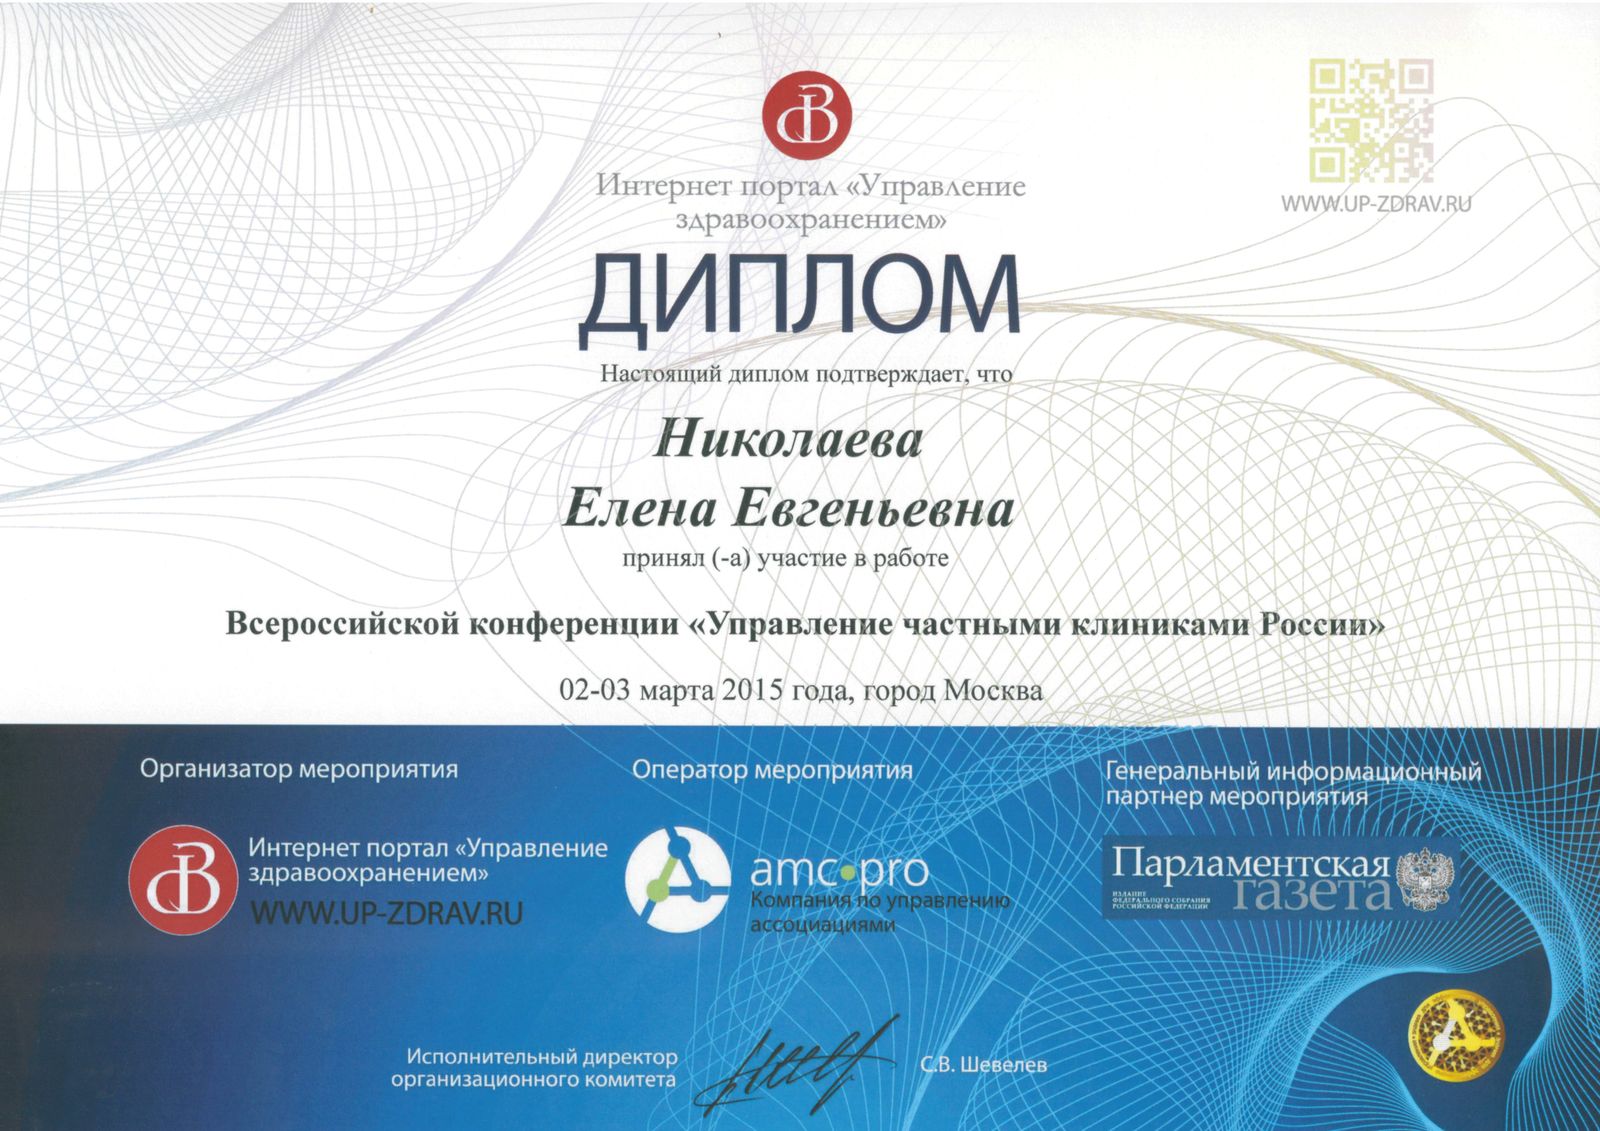 Интернет портал «Управление
здравоохранением»
WWW.UP-ZDRAV.RU
ДИПЛОМ
Настоящий диплом подтверждает, что
Николаева
Елена Евгеньевна
принял (-а) участие в работе
Всероссийской конференции «Управление частными клиниками России»
02-03 марта 2015 года, город Москва
Организатор мероприятия
Интернет портал «Управление
здравоохранением»
WWW.UP-ZDRAV.RU
Оператор мероприятия
amc•pro
Компания по управлению
ассоциациями
Генеральный информационный
партнер мероприятия
Парламентская
газета
ИЗДАНИЕ
ФЕДЕРАЛЬНОГО СОБРАНИЯ
РОССИЙСКОЙ ФЕДЕРАЦИИ
Исполнительный директор
организационного комитета
С.В. Шевелев